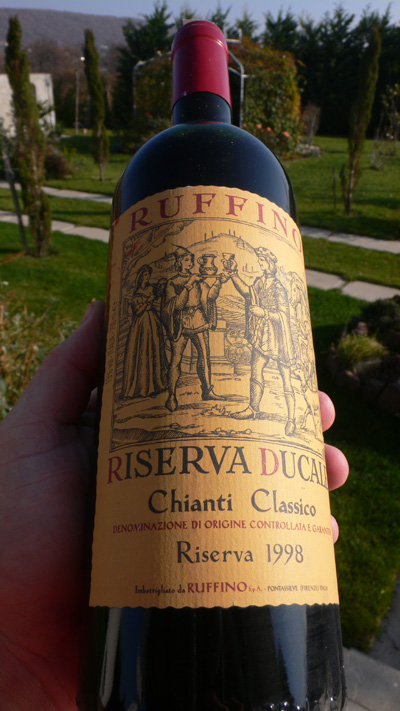 RUFFINO
RISERVA DUCALE
Chianti Classico
DENOMINAZIONE DI ORIGINE CONTROLLATA E GARANTITA
Riserva 1998
Imbottigliato da RUFFINO S.p.A. - PONTASSIEVE (FIRENZE) ITALIA